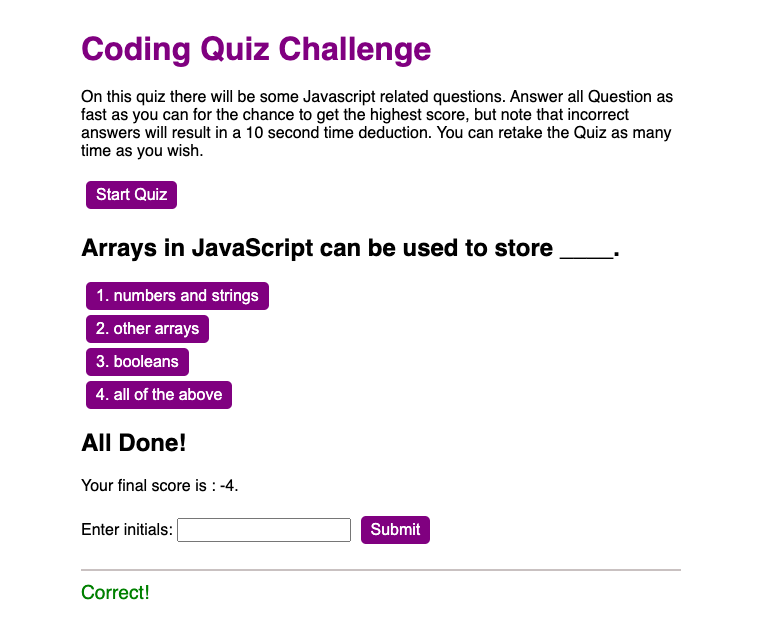 Coding Quiz Challenge
On this quiz there will be some Javascript related questions. Answer all Question as
fast as you can for the chance to get the highest score, but note that incorrect
answers will result in a 10 second time deduction. You can retake the Quiz as many
time as you wish.
Start Quiz
Arrays in JavaScript can be used to store ____.
1. numbers and strings
2. other arrays
3. booleans
4. all of the above
All Done!
Your final score is : -4.
Enter initials: Submit
Correct!